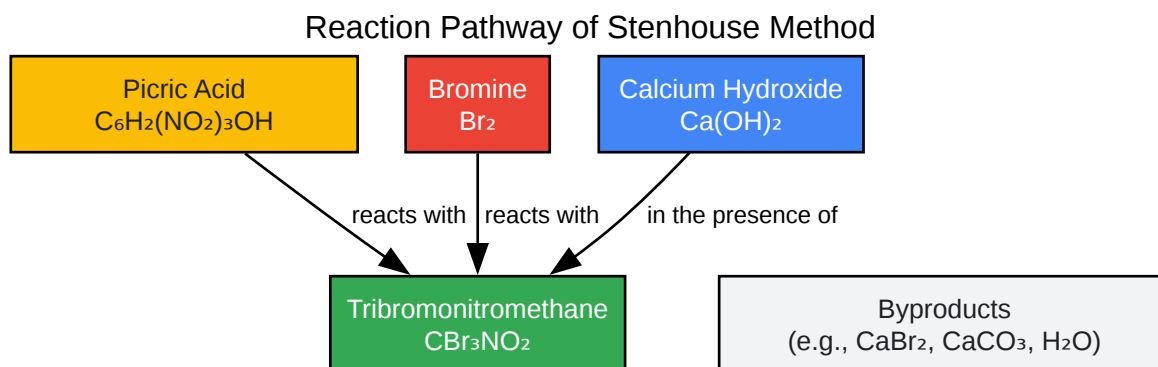 Reaction Pathway of Stenhouse Method
Picric Acid
C₆H₂(NO₂)₃OH
Bromine
Br₂
Calcium Hydroxide
Ca(OH)₂
reacts with
reacts with
in the presence of
Tribromonitromethane
CBr₃NO₂
Byproducts
(e.g., CaBr₂, CaCO₃, H₂O)